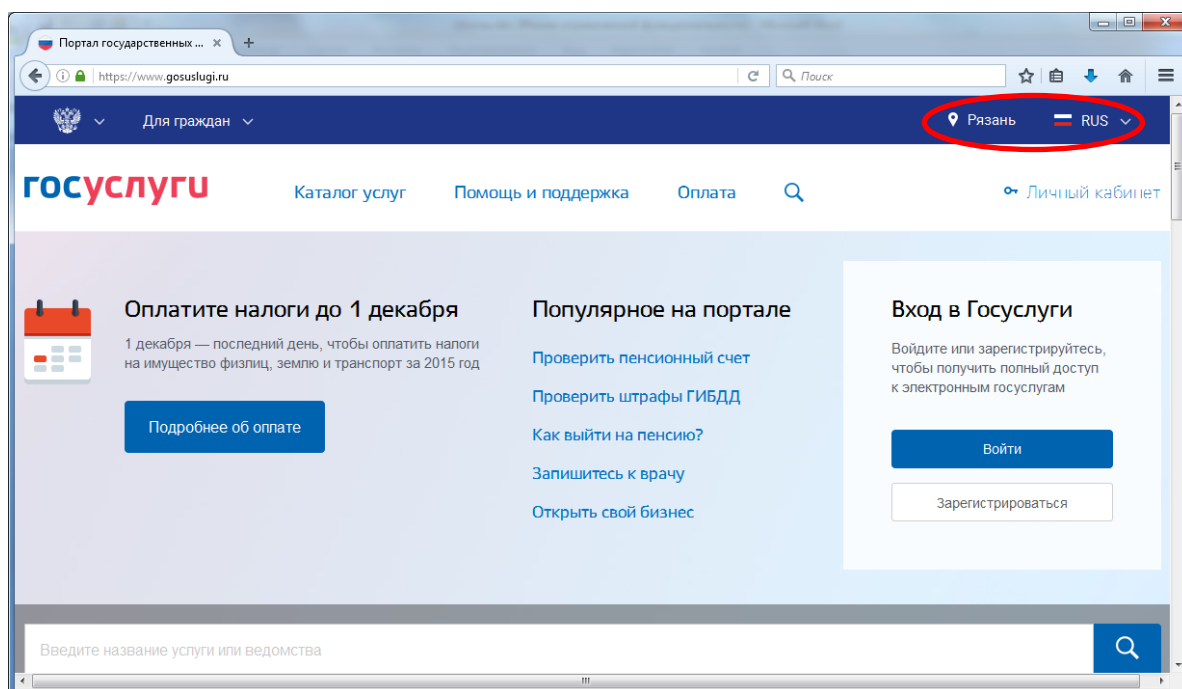 Портал государственных ...
https://www.gosuslugi.ru
Поиск
Для граждан
Рязань
RUS
госуслуги
Каталог услуг
Помощь и поддержка
Оплата
Личный кабинет
Оплатите налоги до 1 декабря
1 декабря — последний день, чтобы оплатить налоги
на имущество физлиц, землю и транспорт за 2015 год
Подробнее об оплате
Популярное на портале
Проверить пенсионный счет
Проверить штрафы ГИБДД
Как выйти на пенсию?
Запишитесь к врачу
Открыть свой бизнес
Вход в Госуслуги
Войдите или зарегистрируйтесь,
чтобы получить полный доступ
к электронным госуслугам
Войти
Зарегистрироваться
Введите название услуги или ведомства